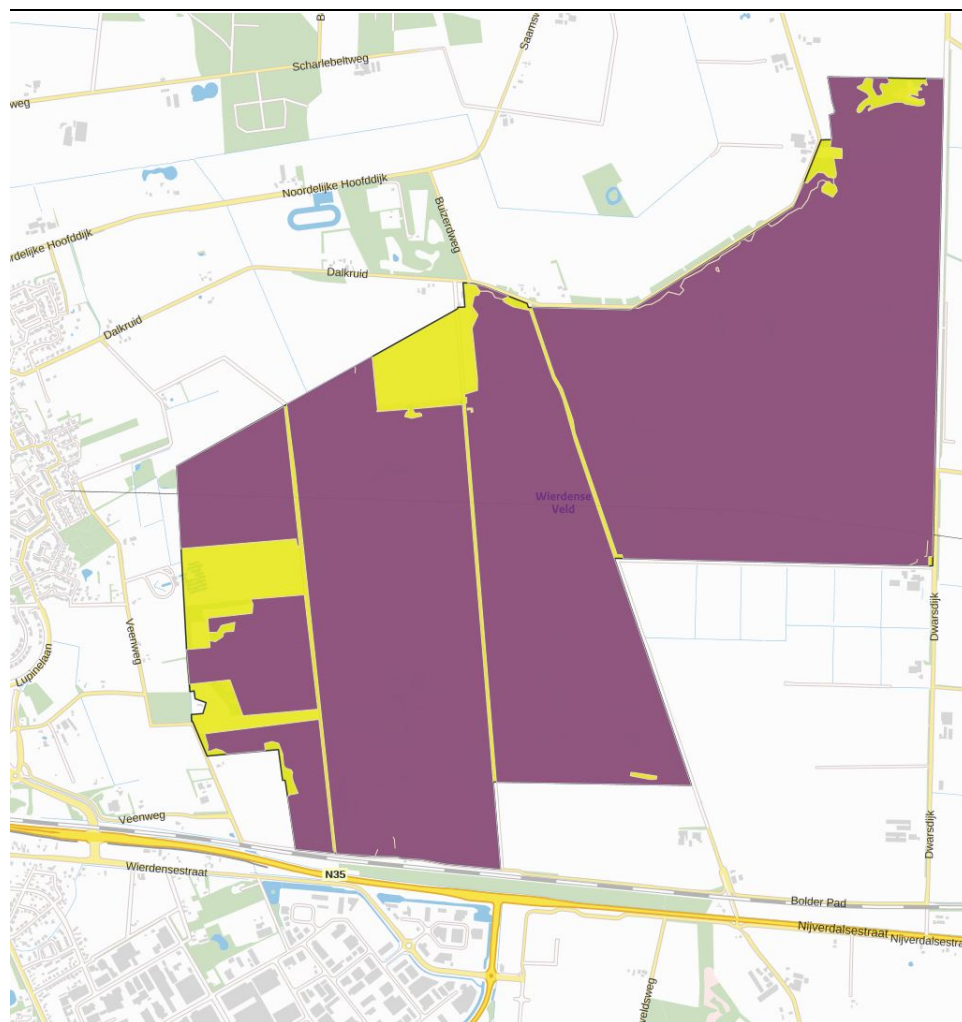 B
Saamsw
Scharlebeltweg
weg
Noordelijke Hoofddijk
Buizerdweg
rdelijke Hoofddijk
Dalkruid
Dalkruid
Wierdense
Veld
Dwarsdijk
Veenweg
Lupinelaan
Veenweg
Dwarsdijk
Wierdensestraat
N35
Bolder Pad
Nijverdalsestraat
Nijverdalsestra
veldsweg